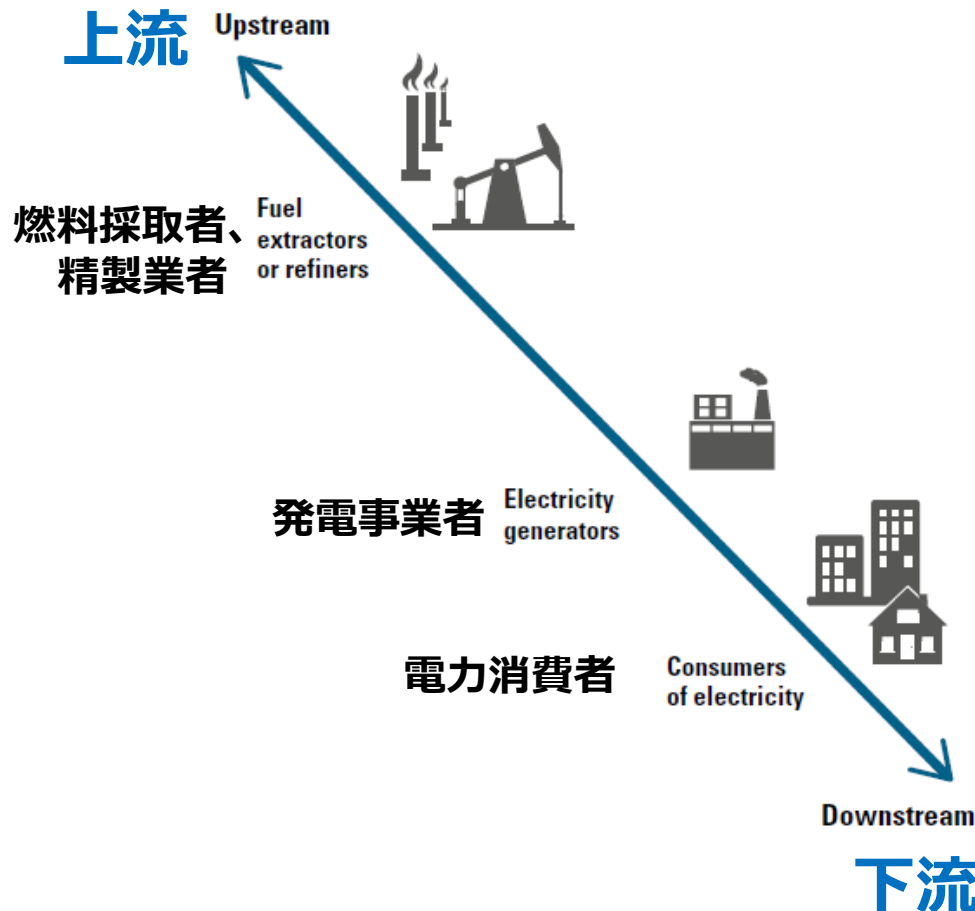 上流
Upstream
燃料採取者、
精製業者
Fuel
extractors
or refiners
発電事業者
Electricity
generators
電力消費者
Consumers
of electricity
Downstream
下流